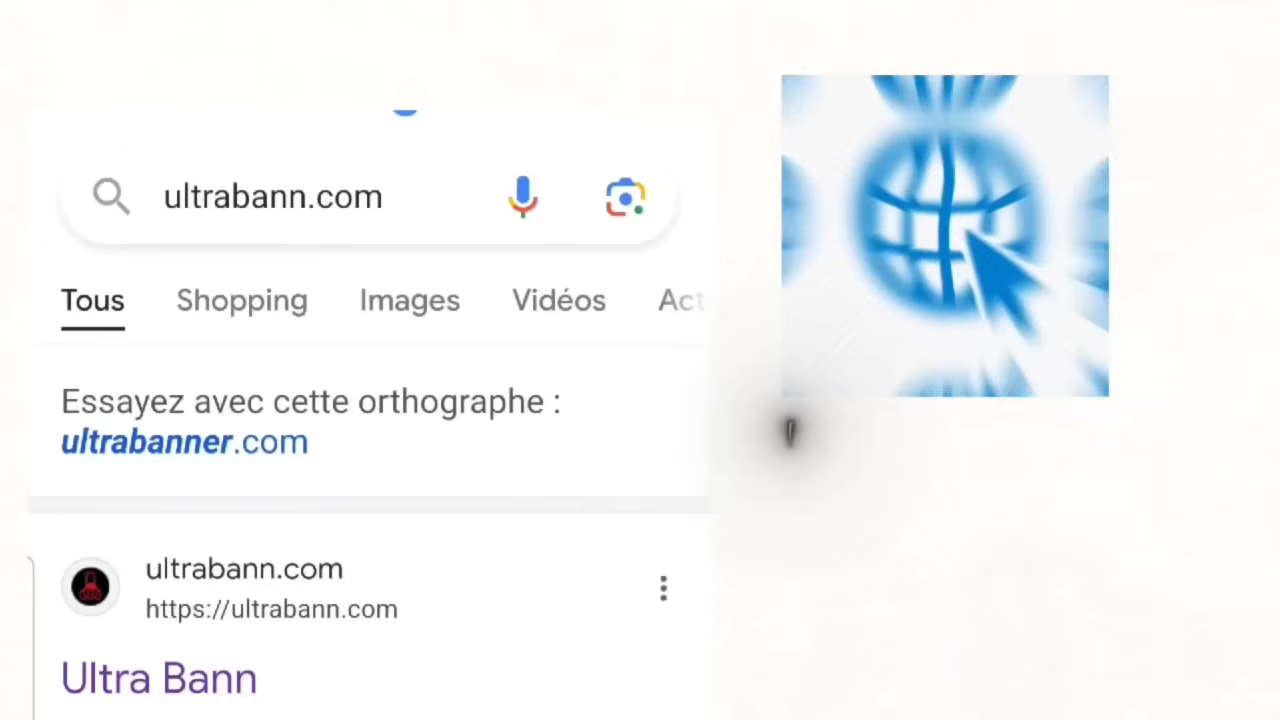 ultrabann.com
Tous Shopping Images Vidéos Act
Essayez avec cette orthographe :
ultrabanner.com
ultrabann.com
https://ultrabann.com
Ultra Bann